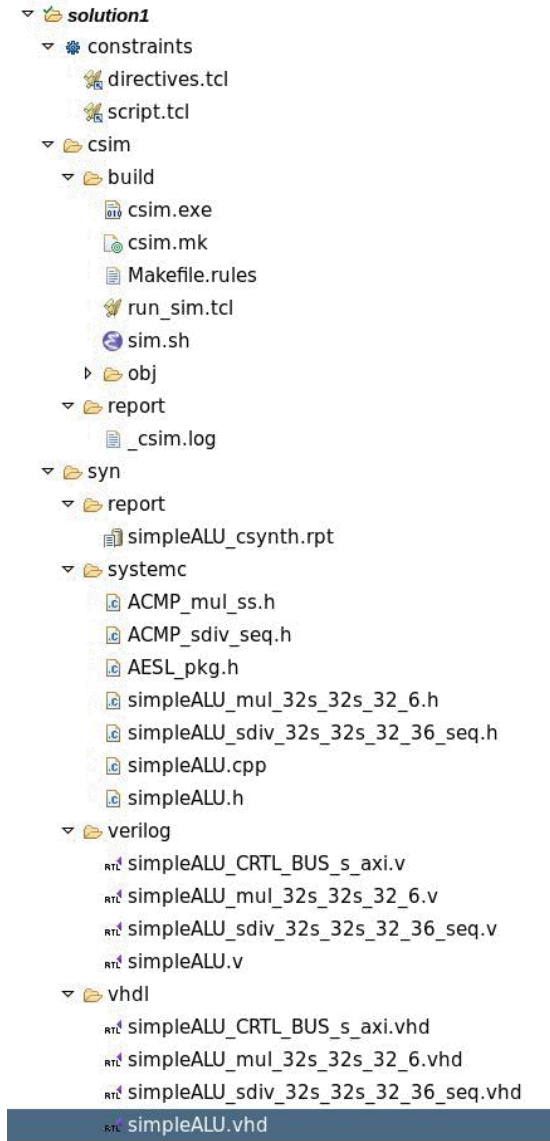 solution1
constraints
directives.tcl
script.tcl
csim
build
csim.exe
csim.mk
Makefile.rules
run_sim.tcl
sim.sh
obj
report
_csim.log
syn
report
simpleALU_csynth.rpt
systemc
ACMP_mul_ss.h
ACMP_sdiv_seq.h
AESL_pkg.h
simpleALU_mul_32s_32s_32_6.h
simpleALU_sdiv_32s_32s_32_36_seq.h
simpleALU.cpp
simpleALU.h
verilog
simpleALU_CRTL_BUS_s_axi.v
simpleALU_mul_32s_32s_32_6.v
simpleALU_sdiv_32s_32s_32_36_seq.v
simpleALU.v
vhdl
simpleALU_CRTL_BUS_s_axi.vhd
simpleALU_mul_32s_32s_32_6.vhd
simpleALU_sdiv_32s_32s_32_36_seq.vhd
simpleALU.vhd